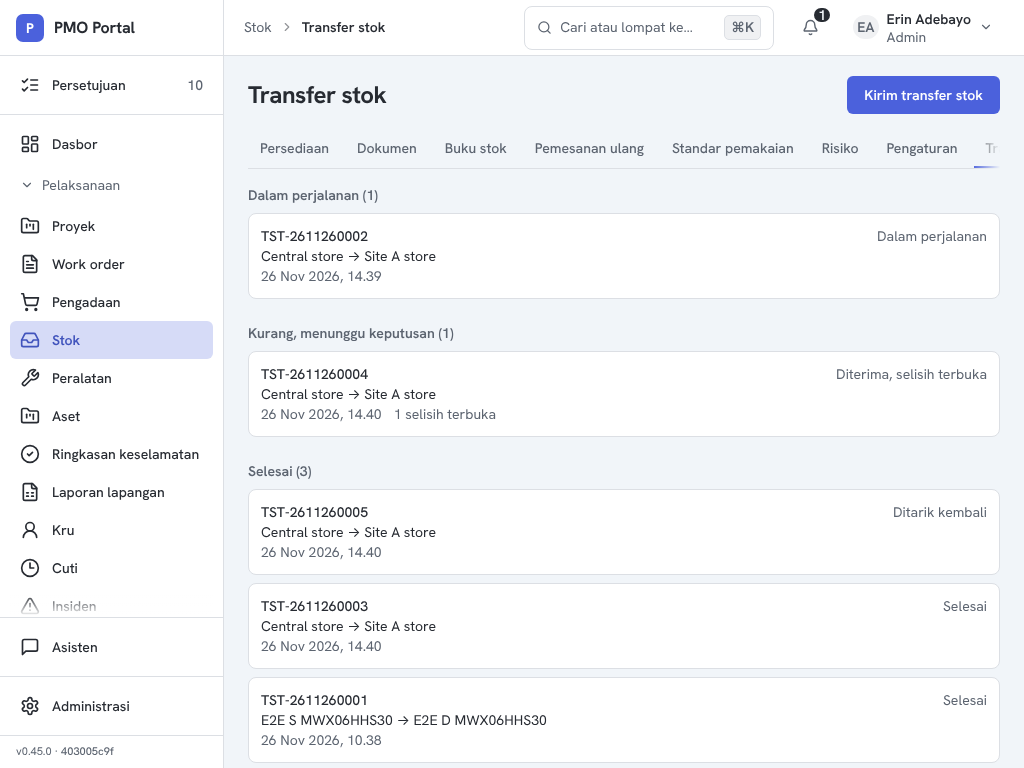 P PMO Portal
Persetujuan 10
Dasbor
Pelaksanaan
Proyek
Work order
Pengadaan
Stok
Peralatan
Aset
Ringkasan keselamatan
Laporan lapangan
Kru
Cuti
Insiden
Asisten
Administrasi
v0.45.0 · 403005c9f
Stok > Transfer stok
Cari atau lompat ke… ⌘K
1
EA Erin Adebayo
Admin
Transfer stok
Kirim transfer stok
Persediaan Dokumen Buku stok Pemesanan ulang Standar pemakaian Risiko Pengaturan Tr
Dalam perjalanan (1)
TST-2611260002 Dalam perjalanan
Central store → Site A store
26 Nov 2026, 14.39
Kurang, menunggu keputusan (1)
TST-2611260004 Diterima, selisih terbuka
Central store → Site A store
26 Nov 2026, 14.40 1 selisih terbuka
Selesai (3)
TST-2611260005 Ditarik kembali
Central store → Site A store
26 Nov 2026, 14.40
TST-2611260003 Selesai
Central store → Site A store
26 Nov 2026, 14.40
TST-2611260001 Selesai
E2E S MWX06HHS30 → E2E D MWX06HHS30
26 Nov 2026, 10.38